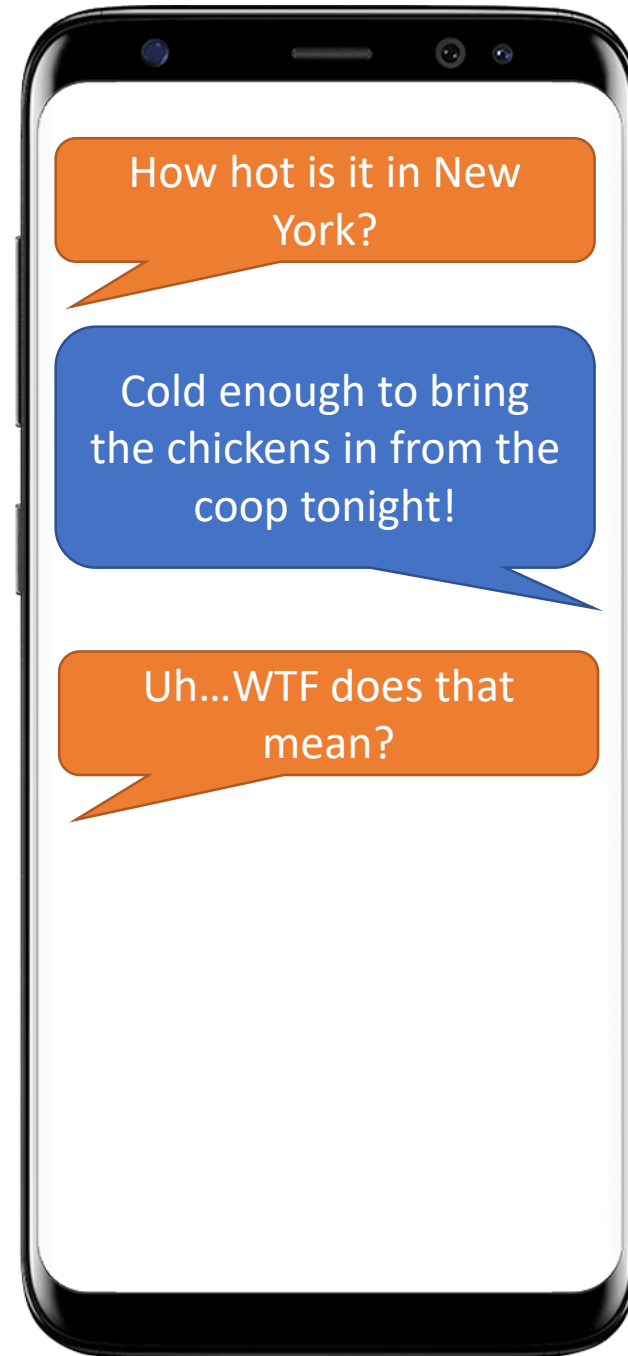 How hot is it in New
York?
Cold enough to bring
the chickens in from the
coop tonight!
Uh…WTF does that
mean?